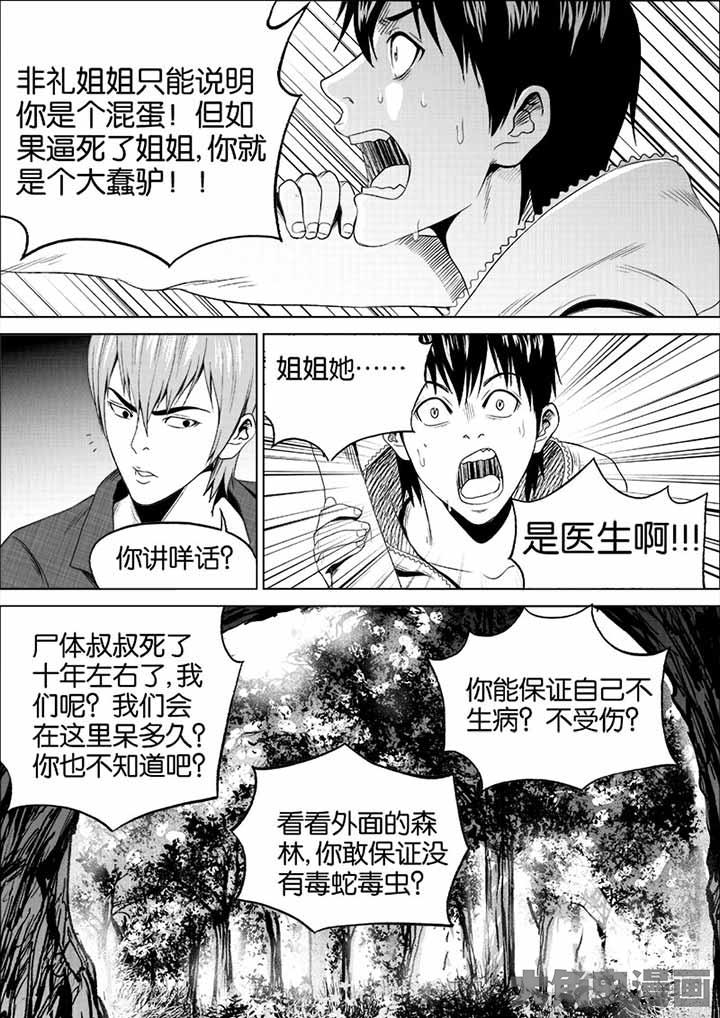 非礼姐姐只能说明
你是个混蛋！但如
果逼死了姐姐,你就
是个大蠢驴！！
你讲咩话?
姐姐她……
是医生啊!!!
尸体叔叔死了
十年左右了,我
们呢？我们会
在这里呆多久?
你也不知道吧?
你能保证自己不
生病？不受伤?
看看外面的森
林,你敢保证没
有毒蛇毒虫?
漫画